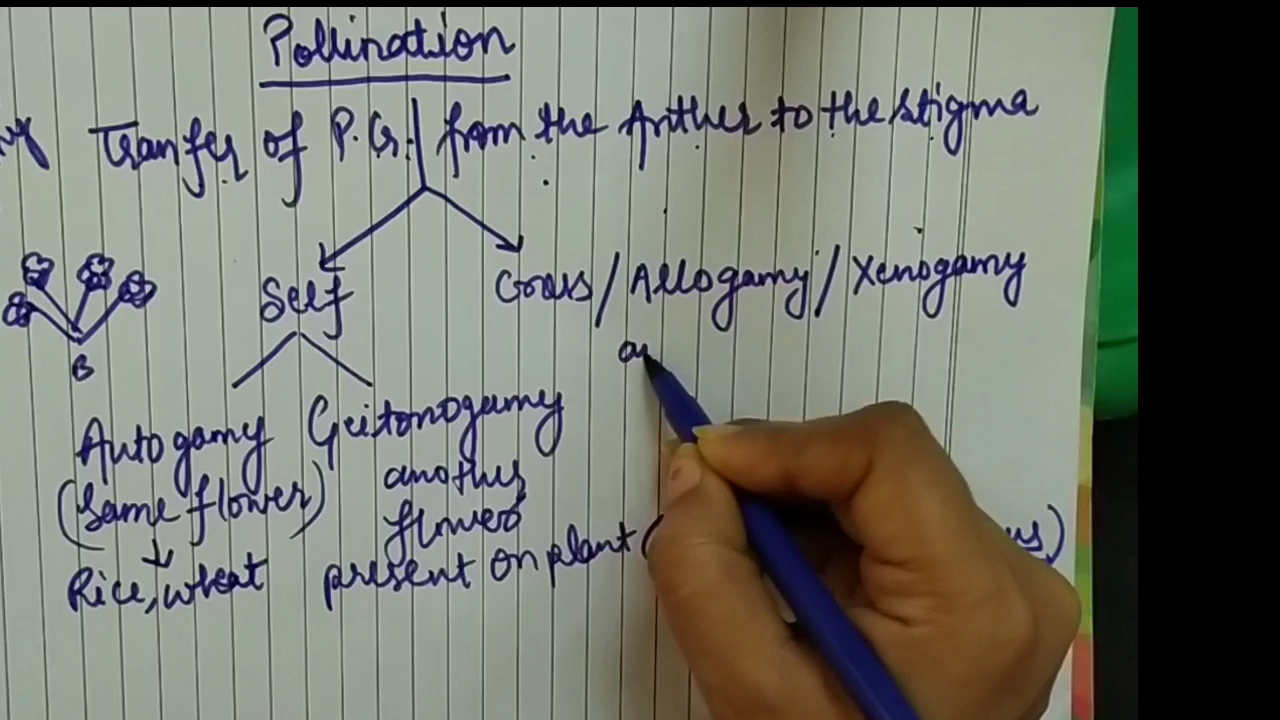 Pollination
Tranfer of P.G. from the Anther to the stigma
Self
Cross / Allogamy / Xenogamy
B
Autogamy Geitonogamy
(Same flower) another
flower
Rice, wheat present on plant (